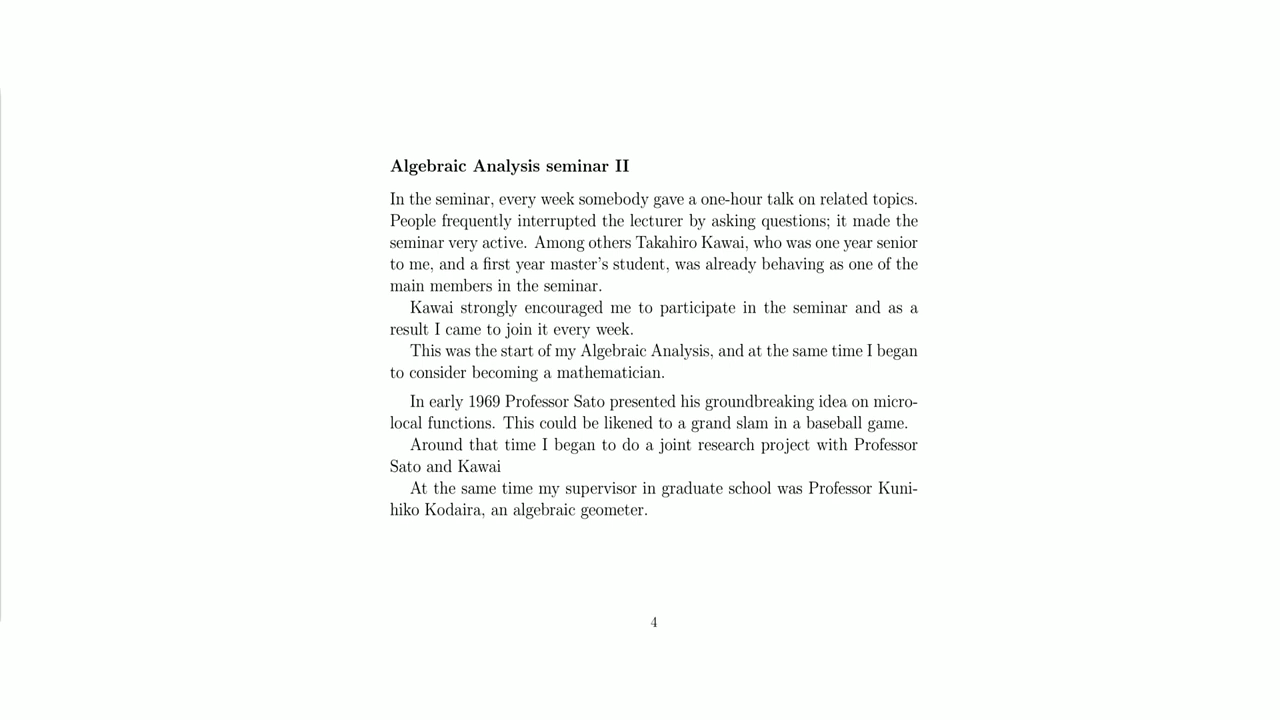 Algebraic Analysis seminar II
In the seminar, every week somebody gave a one-hour talk on related topics.
People frequently interrupted the lecturer by asking questions; it made the
seminar very active. Among others Takahiro Kawai, who was one year senior
to me, and a first year master's student, was already behaving as one of the
main members in the seminar.
Kawai strongly encouraged me to participate in the seminar and as a
result I came to join it every week.
This was the start of my Algebraic Analysis, and at the same time I began
to consider becoming a mathematician.
In early 1969 Professor Sato presented his groundbreaking idea on micro-
local functions. This could be likened to a grand slam in a baseball game.
Around that time I began to do a joint research project with Professor
Sato and Kawai
At the same time my supervisor in graduate school was Professor Kuni-
hiko Kodaira, an algebraic geometer.
4